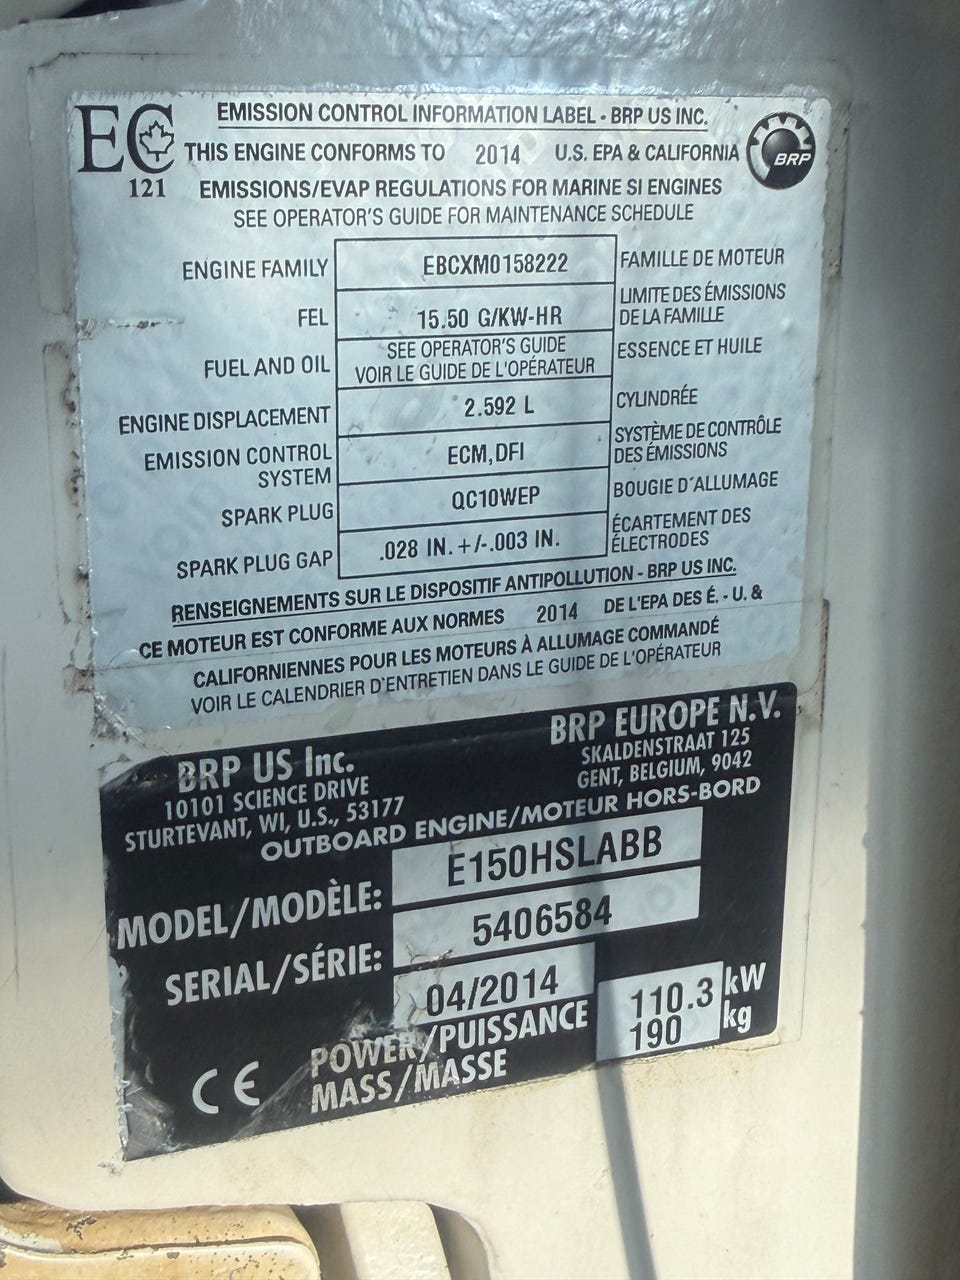 EC
121
EMISSION CONTROL INFORMATION LABEL - BRP US INC.
THIS ENGINE CONFORMS TO 2014 U.S. EPA & CALIFORNIA
BRP
EMISSIONS/EVAP REGULATIONS FOR MARINE SI ENGINES
SEE OPERATOR'S GUIDE FOR MAINTENANCE SCHEDULE
ENGINE FAMILY EBCXM0158222 FAMILLE DE MOTEUR
FEL 15.50 G/KW-HR LIMITE DES ÉMISSIONS
DE LA FAMILLE
FUEL AND OIL SEE OPERATOR'S GUIDE ESSENCE ET HUILE
VOIR LE GUIDE DE L'OPÉRATEUR
ENGINE DISPLACEMENT 2.592 L CYLINDRÉE
EMISSION CONTROL ECM,DFI SYSTÈME DE CONTRÔLE
SYSTEM DES ÉMISSIONS
SPARK PLUG QC10WEP BOUGIE D'ALLUMAGE
SPARK PLUG GAP .028 IN. +/-.003 IN. ÉCARTEMENT DES
ÉLECTRODES
RENSEIGNEMENTS SUR LE DISPOSITIF ANTIPOLLUTION - BRP US INC.
CE MOTEUR EST CONFORME AUX NORMES 2014 DE L'EPA DES É. - U. &
CALIFORNIENNES POUR LES MOTEURS À ALLUMAGE COMMANDÉ
VOIR LE CALENDRIER D'ENTRETIEN DANS LE GUIDE DE L'OPÉRATEUR
BRP US Inc.
10101 SCIENCE DRIVE
STURTEVANT, WI, U.S., 53177
BRP EUROPE N.V.
SKALDENSTRAAT 125
GENT, BELGIUM, 9042
OUTBOARD ENGINE/MOTEUR HORS-BORD
MODEL/MODÈLE: E150HSLABB
SERIAL/SÉRIE: 5406584
04/2014
POWER/PUISSANCE 110.3 kW
MASS/MASSE 190 kg
CE